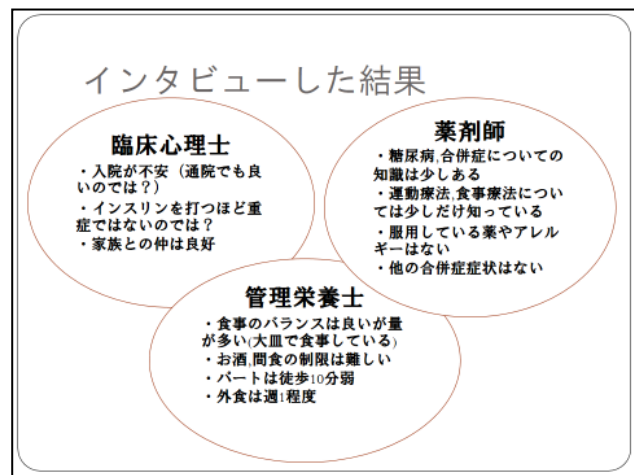 インタビューした結果
臨床心理士
・入院が不安（通院でも良
いのでは？）
・インスリンを打つほど重
症ではないのでは？
・家族との仲は良好
薬剤師
・糖尿病,合併症についての
知識は少しある
・運動療法,食事療法につい
ては少しだけ知っている
・服用している薬やアレル
ギーはない
・他の合併症症状はない
管理栄養士
・食事のバランスは良いが量
が多い(大皿で食事している)
・お酒,間食の制限は難しい
・パートは徒歩10分弱
・外食は週1程度